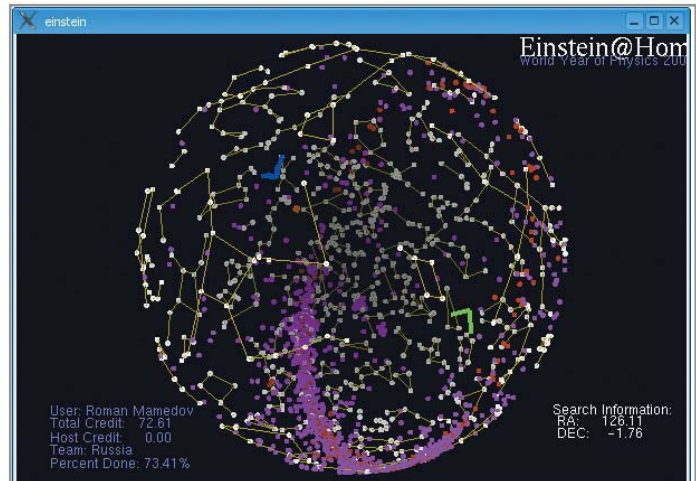 einstein
Einstein@Hom
World Year of Physics 200
User: Roman Mamedov
Total Credit: 72.61
Host Credit: 0.00
Team: Russia
Percent Done: 73.41%
Search Information:
RA: 126.11
DEC: -1.76